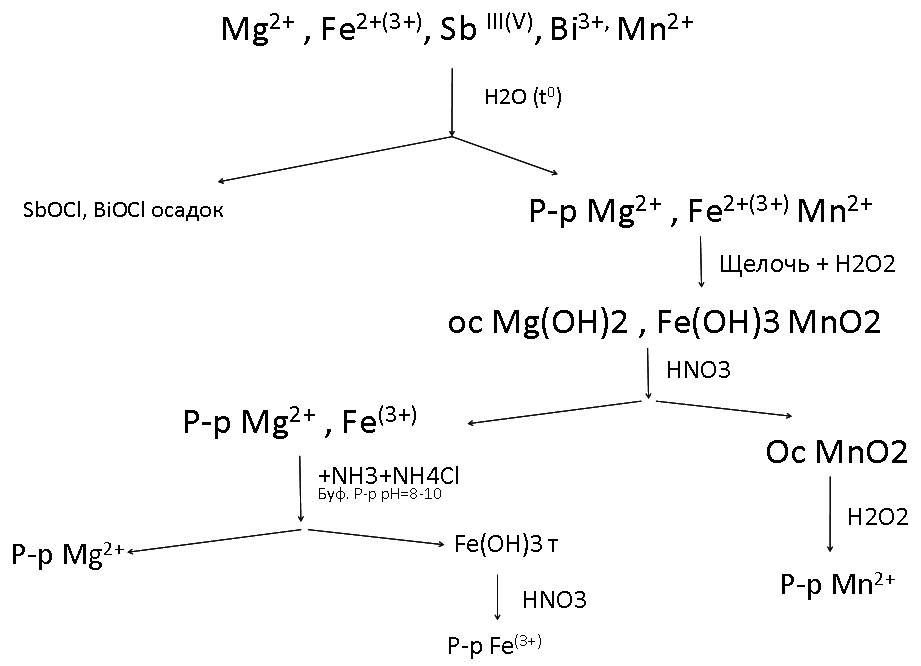 Mg²⁺ , Fe²⁺⁽³⁺⁾, Sb ᴵᴵᴵ⁽ⱽ⁾, Bi³⁺, Mn²⁺
H2O (t⁰)
SbOCl, BiOCl осадок
Р-р Mg²⁺ , Fe²⁺⁽³⁺⁾ Mn²⁺
Щелочь + H2O2
ос Mg(OH)2 , Fe(OH)3 MnO2
HNO3
Р-р Mg²⁺ , Fe⁽³⁺⁾
Ос MnO2
+NH3+NH4Cl
Буф. Р-р pH=8-10
H2O2
Р-р Mg²⁺
Fe(OH)3 т
Р-р Mn²⁺
HNO3
Р-р Fe⁽³⁺⁾